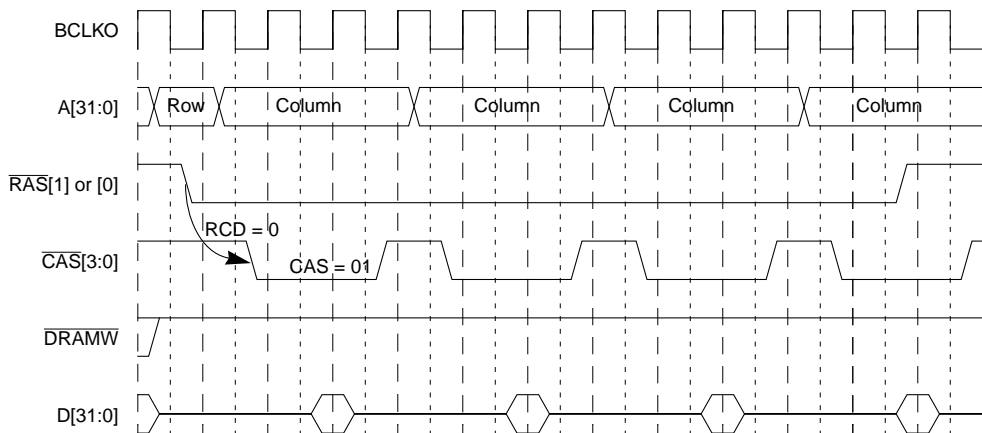 BCLKO
A[31:0]
Row
Column
Column
Column
Column
RAS[1] or [0]
RCD = 0
CAS[3:0]
CAS = 01
DRAMW
D[31:0]